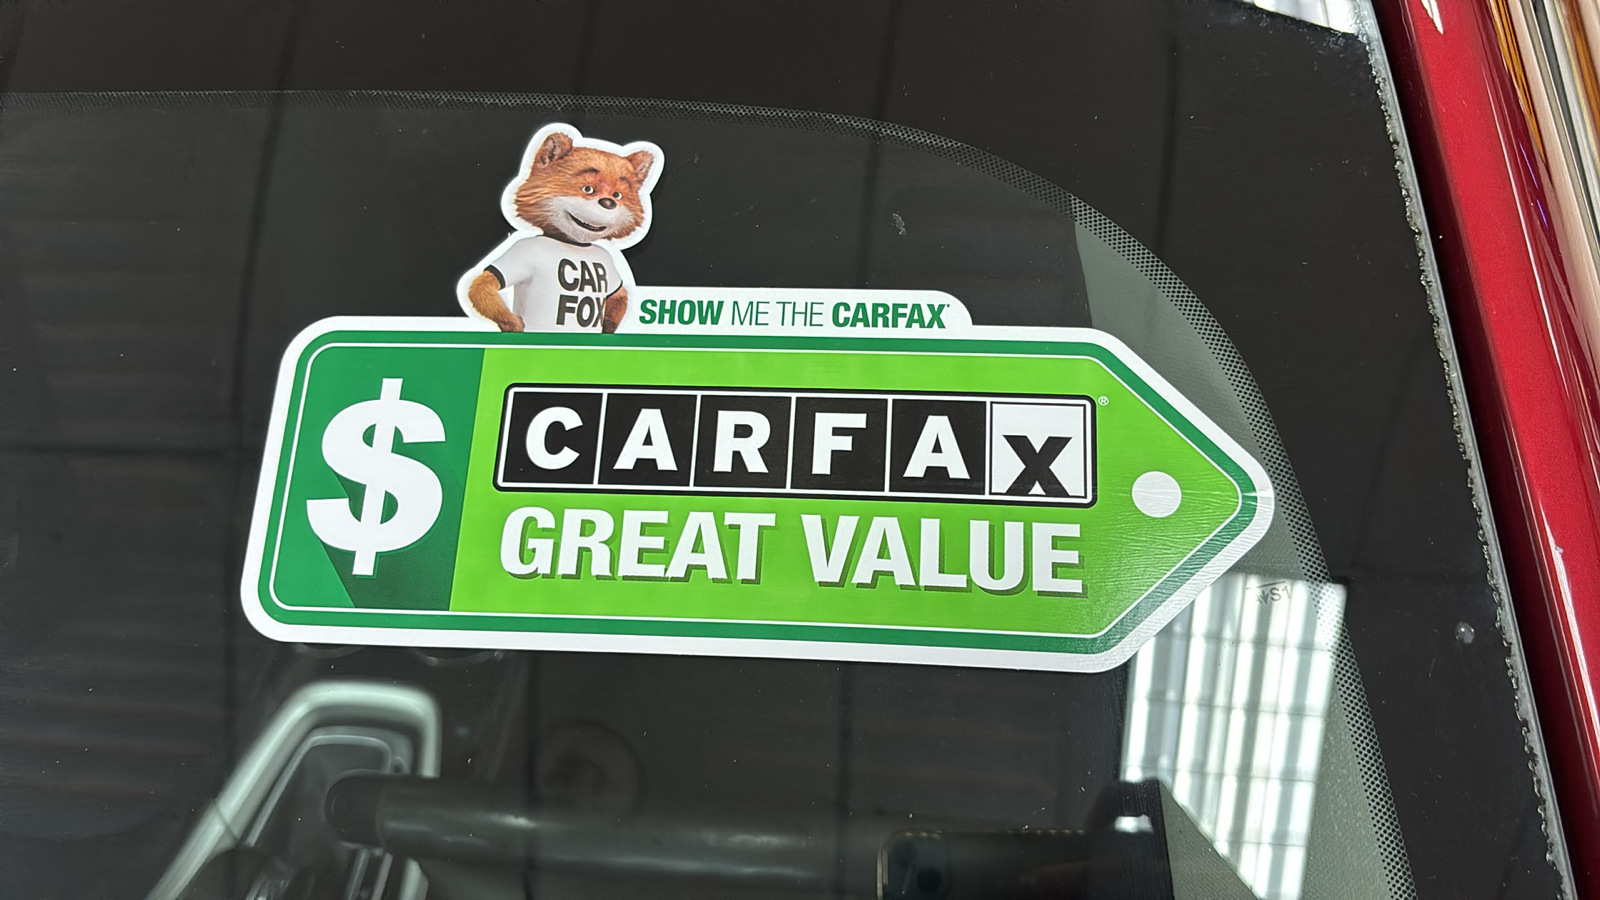 CAR
FOX
SHOW ME THE CARFAX®
$
CARFAX®
GREAT VALUE